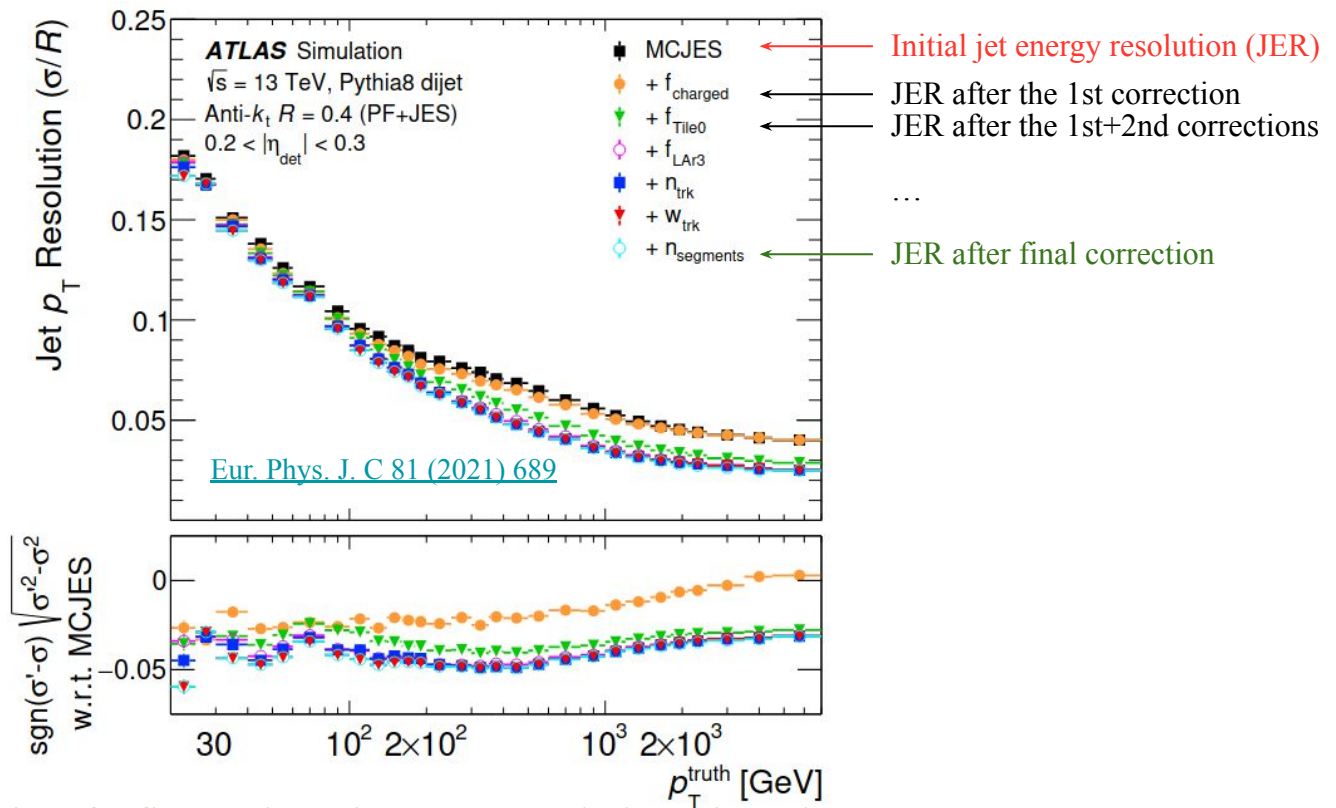 0.25
0.2
0.15
0.1
0.05
Jet pT Resolution (σ/R)
ATLAS Simulation
√s = 13 TeV, Pythia8 dijet
Anti-kt R = 0.4 (PF+JES)
0.2 < |ηdet| < 0.3
MCJES
+ fcharged
+ fTile0
+ fLAr3
+ ntrk
+ wtrk
+ nsegments
Initial jet energy resolution (JER)
JER after the 1st correction
JER after the 1st+2nd corrections
…
JER after final correction
Eur. Phys. J. C 81 (2021) 689
sgn(σ'-σ) √σ'²-σ²
w.r.t. MCJES
0
−0.05
30 10² 2×10² 10³ 2×10³
pTtruth [GeV]